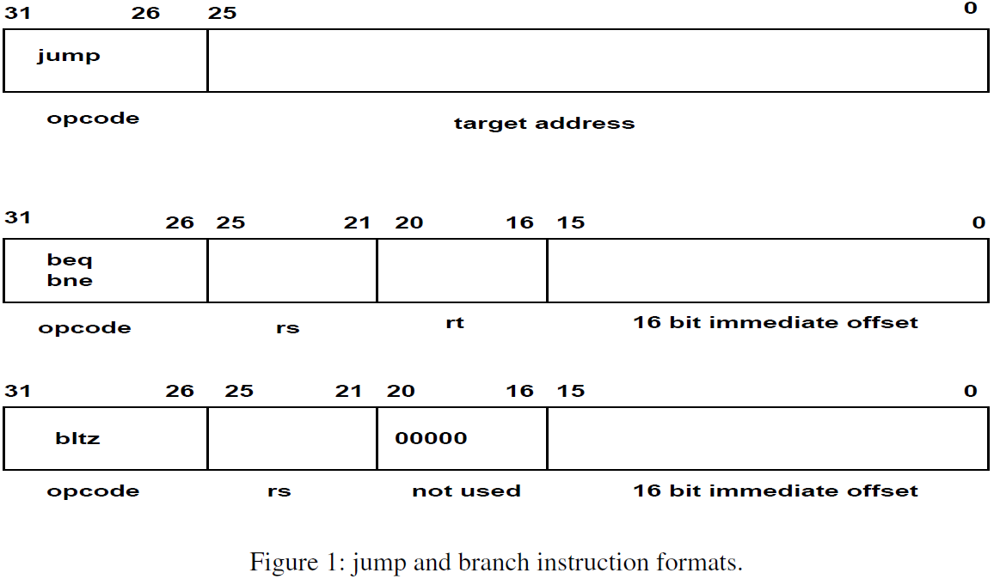 31 26 25 0
jump
opcode target address
31 26 25 21 20 16 15 0
beq
bne
opcode rs rt 16 bit immediate offset
31 26 25 21 20 16 15 0
bltz 00000
opcode rs not used 16 bit immediate offset
Figure 1: jump and branch instruction formats.